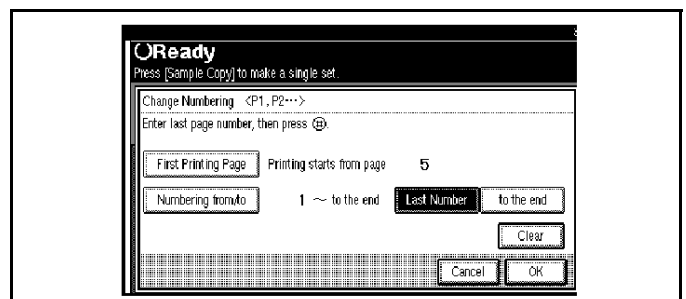 Ready
Press [Sample Copy] to make a single set.
Change Numbering <P1, P2···>
Enter last page number, then press ⌗.
First Printing Page Printing starts from page 5
Numbering from/to 1 ~ to the end Last Number to the end
Clear
Cancel OK